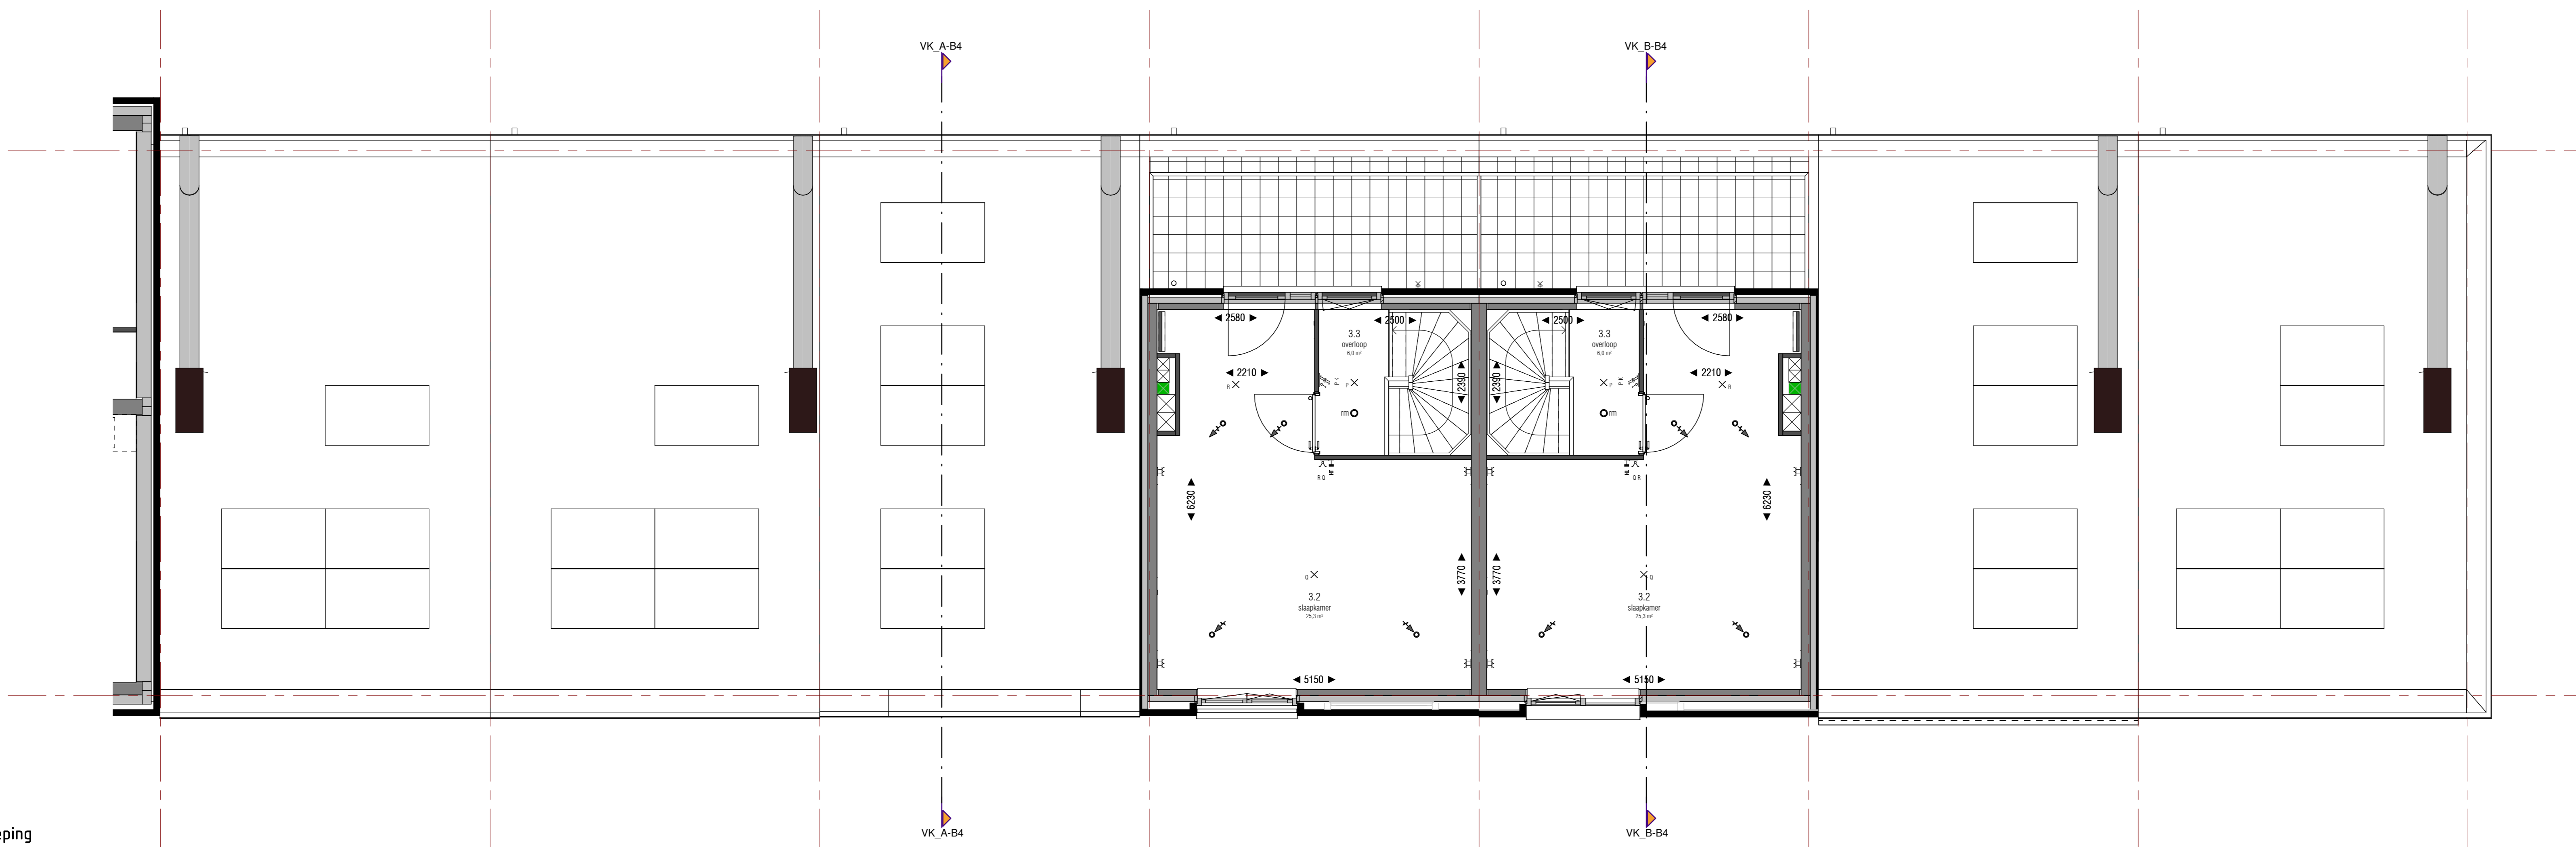 VK_A-B4
VK_B-B4
2580
2500
2500
2580
3.3
overloop
6,0 m²
3.3
overloop
6,0 m²
2210
2390
2390
2210
R
P
P K
P K
P
R
rm
rm
R Q
Q R
6230
6230
3770
3770
Q
Q
3.2
slaapkamer
25,3 m²
3.2
slaapkamer
25,3 m²
5150
5150
VK_A-B4
VK_B-B4
eping